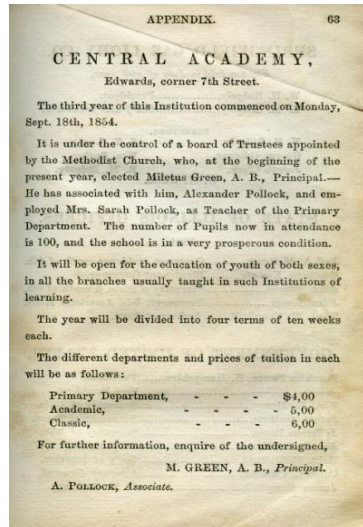 APPENDIX. 63
CENTRAL ACADEMY,
Edwards, corner 7th Street.
The third year of this Institution commenced on Monday,
Sept. 18th, 1854.
It is under the control of a board of Trustees appointed
by the Methodist Church, who, at the beginning of the
present year, elected Miletus Green, A. B., Principal.—
He has associated with him, Alexander Pollock, and em-
ployed Mrs. Sarah Pollock, as Teacher of the Primary
Department. The number of Pupils now in attendance
is 100, and the school is in a very prosperous condition.
It will be open for the education of youth of both sexes,
in all the branches usually taught in such Institutions of
learning.
The year will be divided into four terms of ten weeks
each.
The different departments and prices of tuition in each
will be as follows:
Primary Department, - - - $4,00
Academic, - - - - 5,00
Classic, - - - 6,00
For further information, enquire of the undersigned,
M. GREEN, A. B., Principal.
A. POLLOCK, Associate.